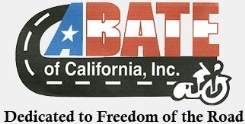 ABATE
of California, Inc.
Dedicated to Freedom of the Road